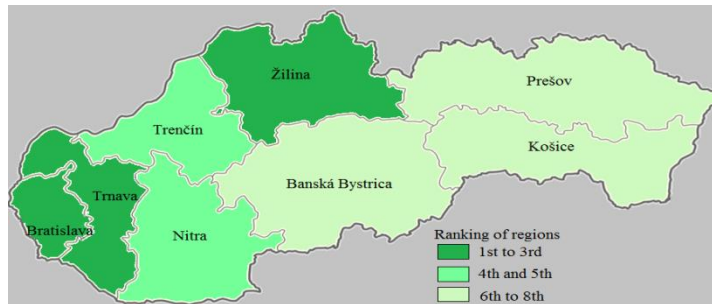 Žilina
Prešov
Trenčín
Košice
Banská Bystrica
Trnava
Bratislava
Nitra
Ranking of regions
1st to 3rd
4th and 5th
6th to 8th